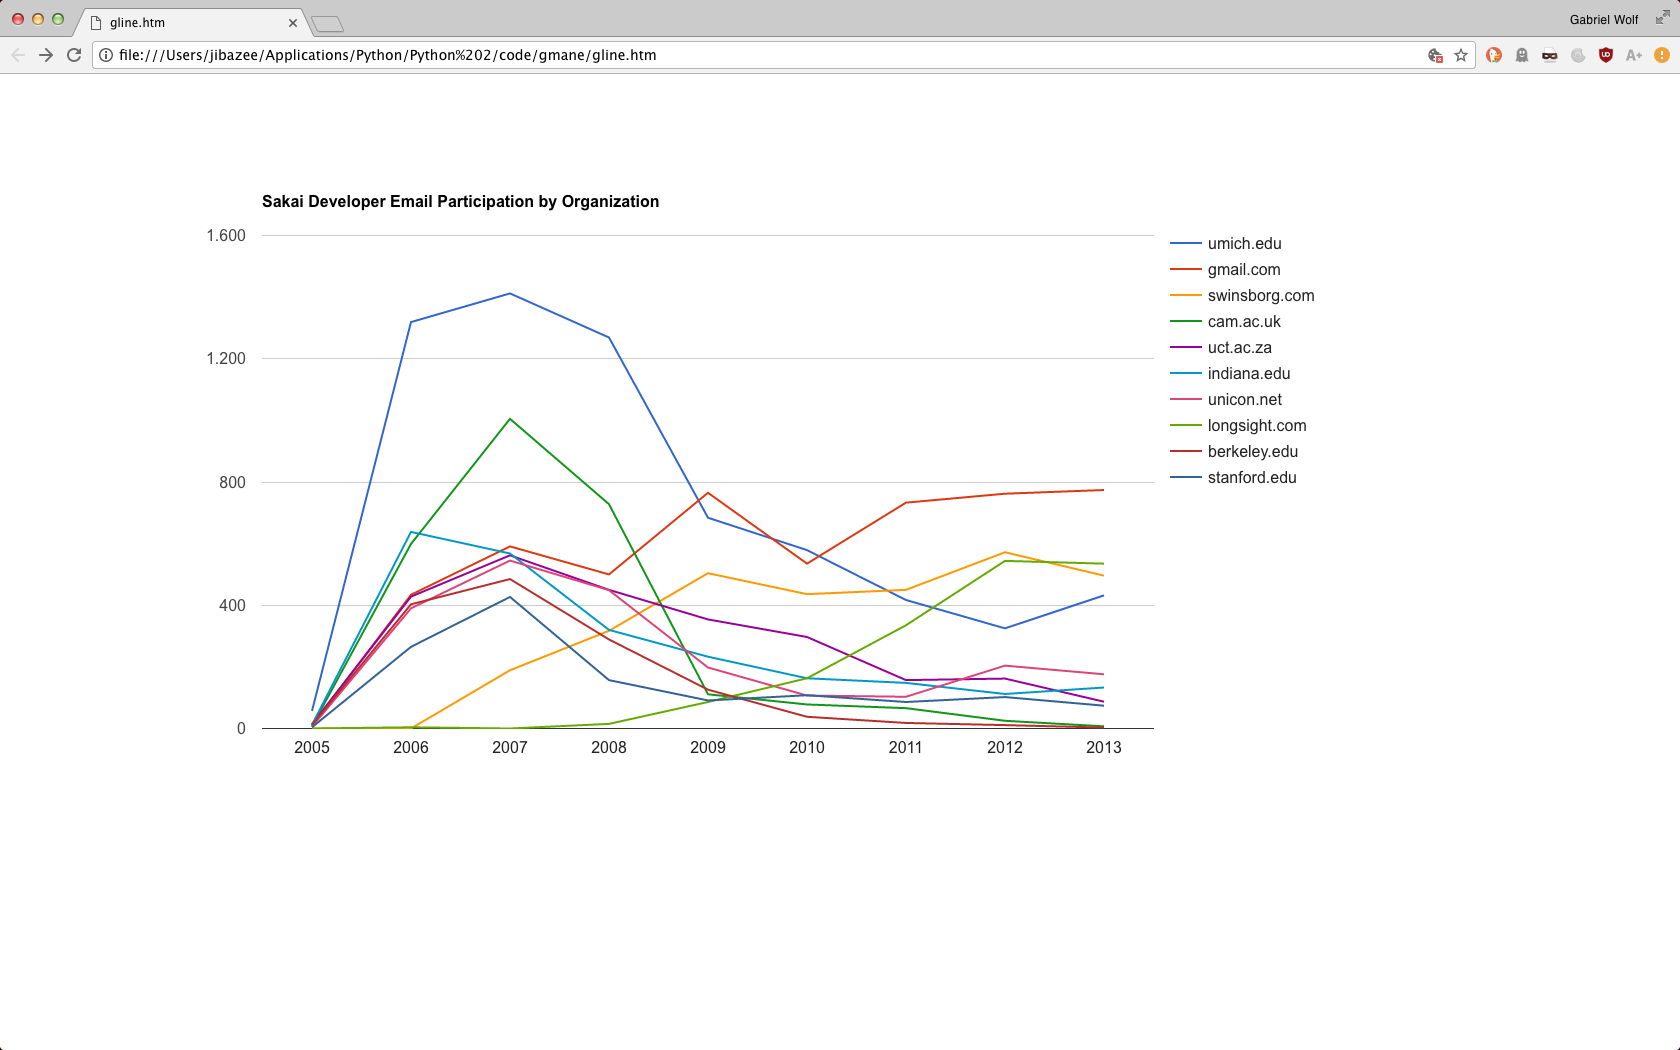 gline.htm
Gabriel Wolf
file:///Users/jibazee/Applications/Python/Python%202/code/gmane/gline.htm
A+
Sakai Developer Email Participation by Organization
1.600
1.200
800
400
0
2005 2006 2007 2008 2009 2010 2011 2012 2013
umich.edu
gmail.com
swinsborg.com
cam.ac.uk
uct.ac.za
indiana.edu
unicon.net
longsight.com
berkeley.edu
stanford.edu